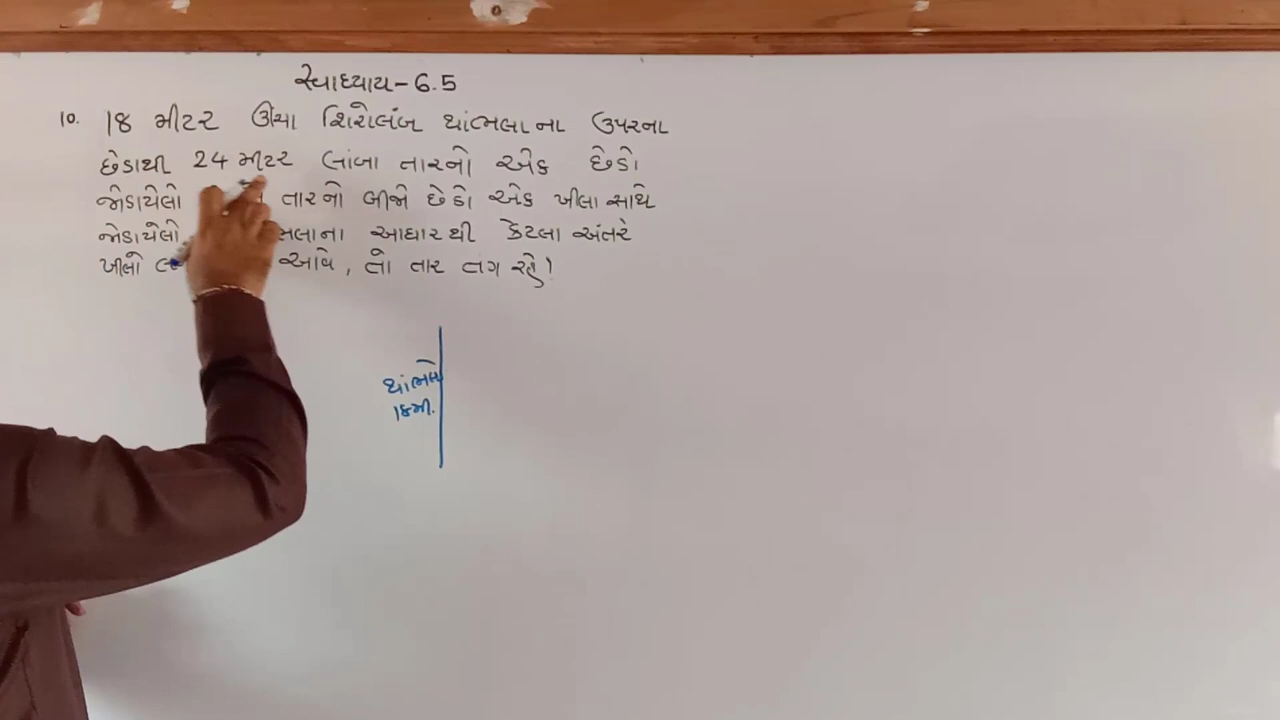 સ્વાધ્યાય-6.5
10. 18 મીટર ઊંચા શિરોલંબ થાંભલાના ઉપરના
છેડાથી 24 મીટર લાંબા તારનો એક છેડો
જોડાયેલો તારનો બીજો છેડો એક ખીલા સાથે
જોડાયેલો આધારથી કેટલા અંતરે
ખીલો આવે, તો તાર તંગ રહે!
થાંભલો
18મી.